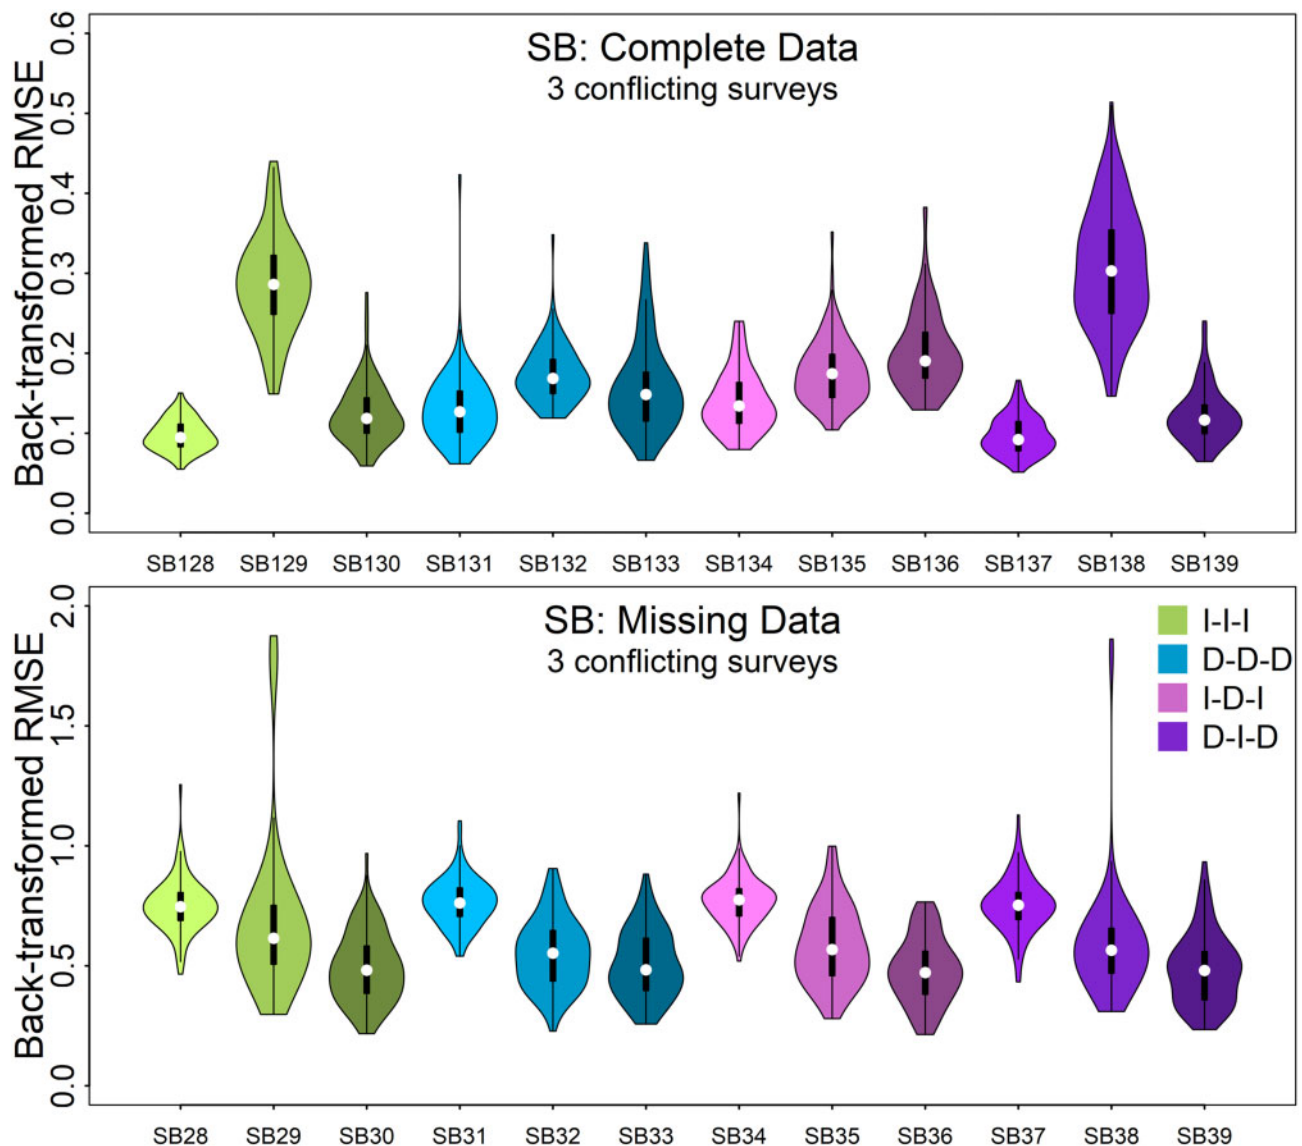 SB: Complete Data
3 conflicting surveys
Back-transformed RMSE
0.6
0.5
0.4
0.3
0.2
0.1
0.0
SB128 SB129 SB130 SB131 SB132 SB133 SB134 SB135 SB136 SB137 SB138 SB139
SB: Missing Data
3 conflicting surveys
Back-transformed RMSE
2.0
1.5
1.0
0.5
0.0
I-I-I
D-D-D
I-D-I
D-I-D
SB28 SB29 SB30 SB31 SB32 SB33 SB34 SB35 SB36 SB37 SB38 SB39